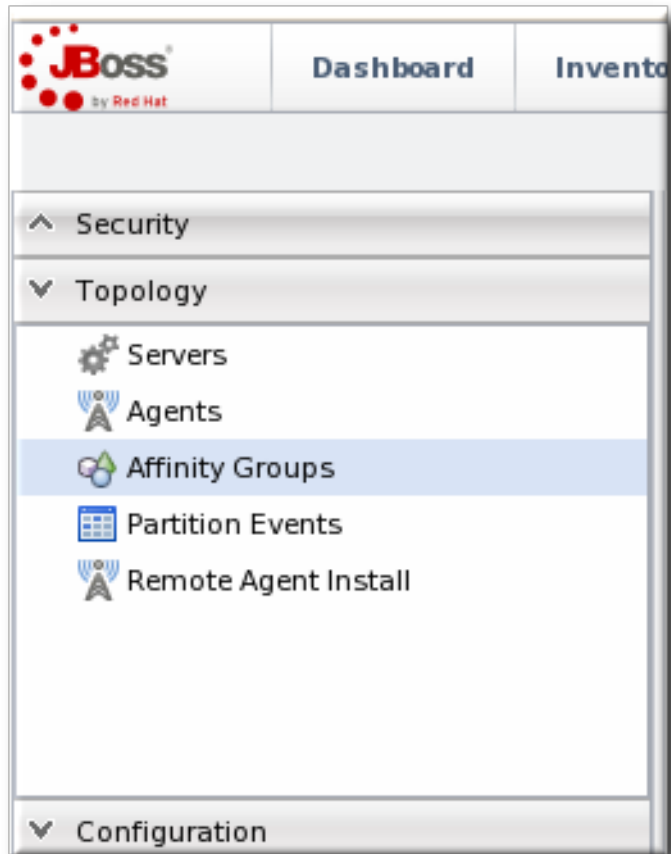 JBoss
by Red Hat
Dashboard
Invento
Security
Topology
Servers
Agents
Affinity Groups
Partition Events
Remote Agent Install
Configuration